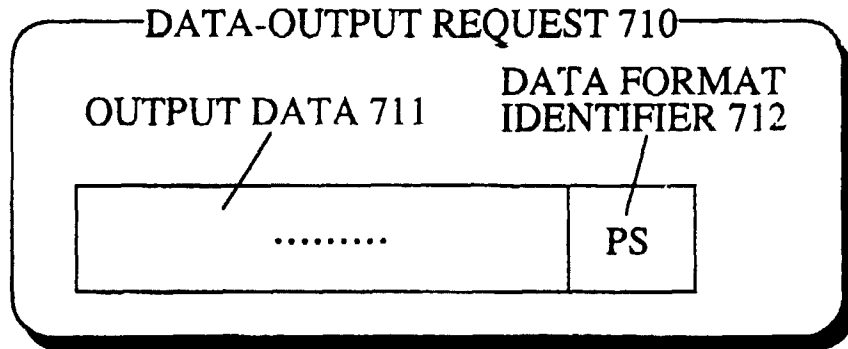 DATA-OUTPUT REQUEST 710
OUTPUT DATA 711
DATA FORMAT
IDENTIFIER 712
.........
PS